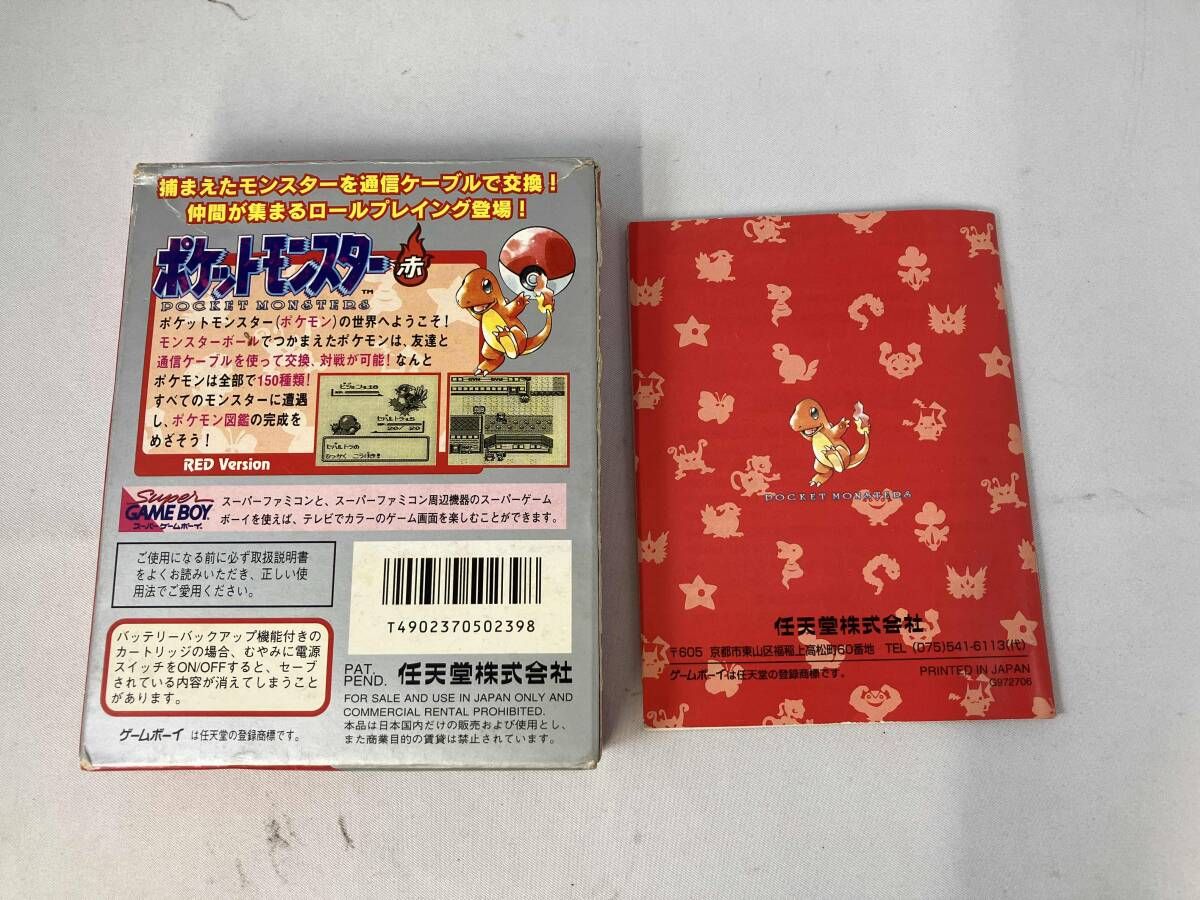 捕まえたモンスターを通信ケーブルで交換！
仲間が集まるロールプレイング登場！
ポケットモンスター 赤
POCKET MONSTERS TM
ポケットモンスター(ポケモン)の世界へようこそ！
モンスターボールでつかまえたポケモンは、友達と
通信ケーブルを使って交換、対戦が可能！なんと
ポケモンは全部で150種類！
すべてのモンスターに遭遇
し、ポケモン図鑑の完成を
めざそう！
RED Version
Super
GAME BOY
スーパーゲームボーイ
スーパーファミコンと、スーパーファミコン周辺機器のスーパーゲーム
ボーイを使えば、テレビでカラーのゲーム画面を楽しむことができます。
ご使用になる前に必ず取扱説明書
をよくお読みいただき、正しい使
用法でご愛用ください。
T4902370502398
バッテリーバックアップ機能付きの
カートリッジの場合、むやみに電源
スイッチをON/OFFすると、セーブ
されている内容が消えてしまうこと
があります。
PAT.
PEND.
任天堂株式会社
FOR SALE AND USE IN JAPAN ONLY AND
COMMERCIAL RENTAL PROHIBITED.
本品は日本国内だけの販売および使用とし、
また商業目的の賃貸は禁止されています。
ゲームボーイ は任天堂の登録商標です。
POCKET MONSTERS
任天堂株式会社
〒605 京都市東山区福稲上高松町60番地 TEL (075)541-6113(代)
ゲームボーイは任天堂の登録商標です。
PRINTED IN JAPAN
G972706